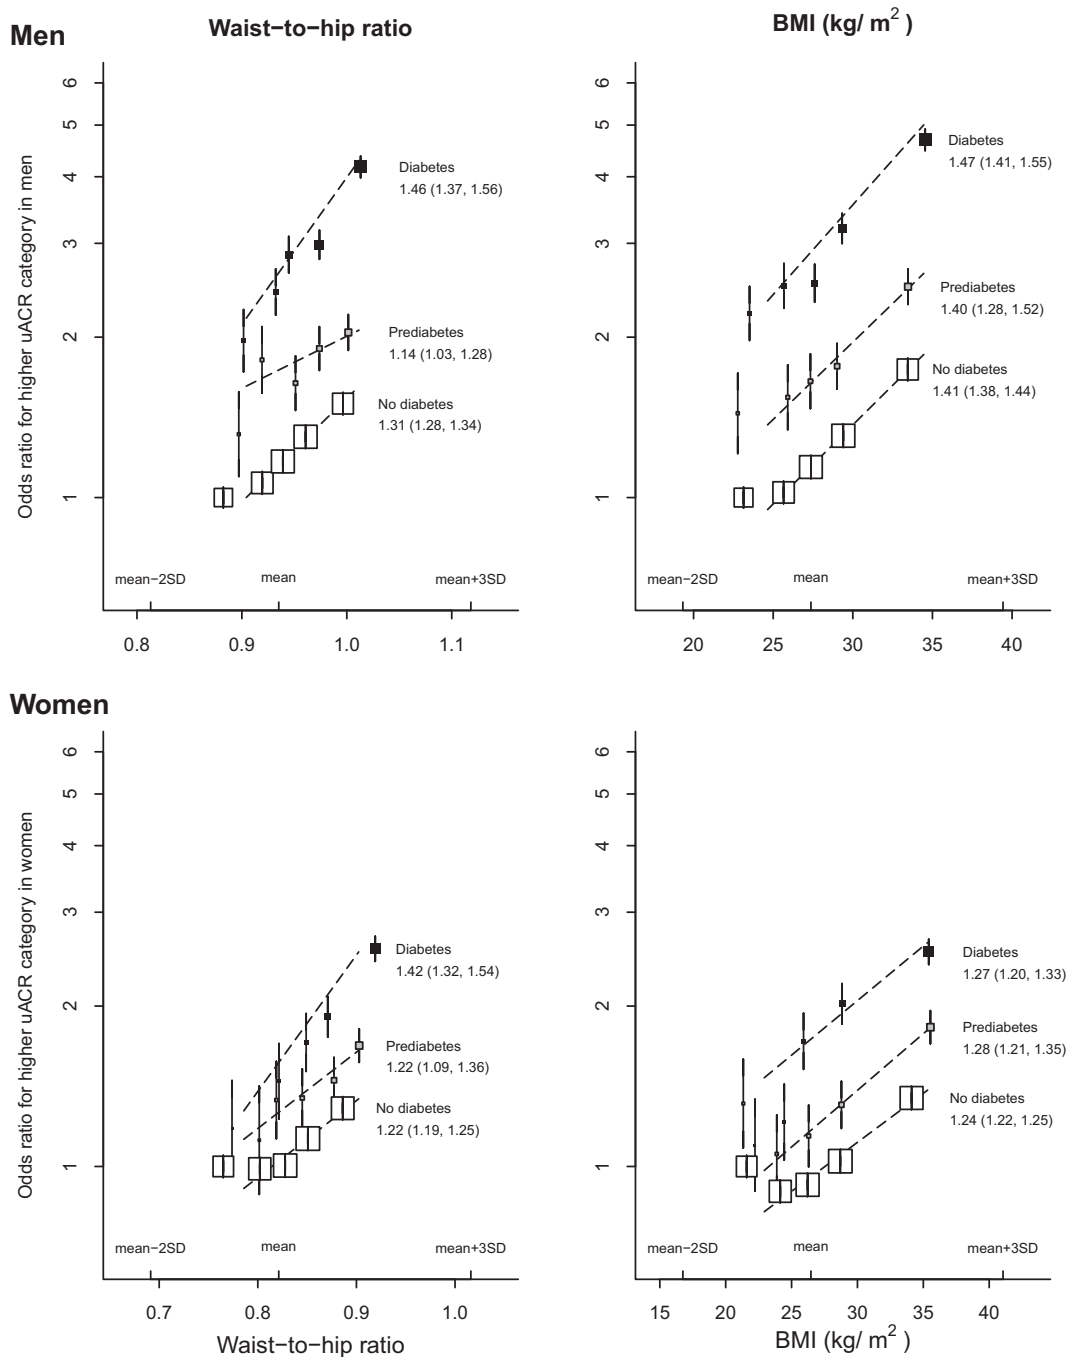 Men
Waist−to−hip ratio
BMI (kg/ m2 )
Odds ratio for higher uACR category in men
6
5
4
3
2
1
Diabetes
1.46 (1.37, 1.56)
Prediabetes
1.14 (1.03, 1.28)
No diabetes
1.31 (1.28, 1.34)
mean−2SD mean mean+3SD
0.8 0.9 1.0 1.1
6
5
4
3
2
1
Diabetes
1.47 (1.41, 1.55)
Prediabetes
1.40 (1.28, 1.52)
No diabetes
1.41 (1.38, 1.44)
mean−2SD mean mean+3SD
20 25 30 35 40
Women
Odds ratio for higher uACR category in women
6
5
4
3
2
1
Diabetes
1.42 (1.32, 1.54)
Prediabetes
1.22 (1.09, 1.36)
No diabetes
1.22 (1.19, 1.25)
mean−2SD mean mean+3SD
0.7 0.8 0.9 1.0
Waist−to−hip ratio
6
5
4
3
2
1
Diabetes
1.27 (1.20, 1.33)
Prediabetes
1.28 (1.21, 1.35)
No diabetes
1.24 (1.22, 1.25)
mean−2SD mean mean+3SD
15 20 25 30 35 40
BMI (kg/ m2 )